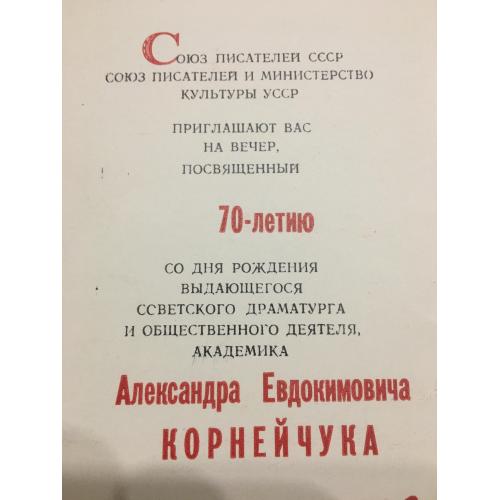 Союз писателей СССР
СОЮЗ ПИСАТЕЛЕЙ И МИНИСТЕРСТВО
КУЛЬТУРЫ УССР
ПРИГЛАШАЮТ ВАС
НА ВЕЧЕР,
ПОСВЯЩЕННЫЙ
70-летию
СО ДНЯ РОЖДЕНИЯ
ВЫДАЮЩЕГОСЯ
ССВЕТСКОГО ДРАМАТУРГА
И ОБЩЕСТВЕННОГО ДЕЯТЕЛЯ,
АКАДЕМИКА
Александра Евдокимовича
КОРНЕЙЧУКА